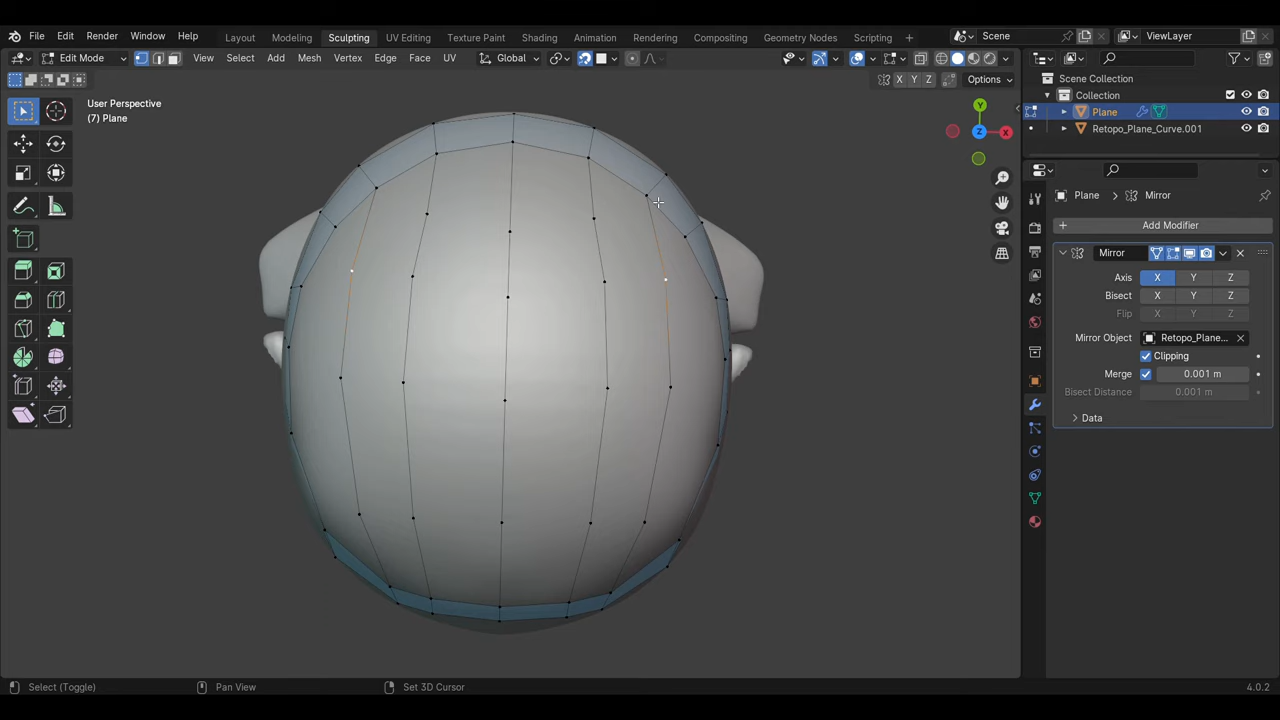 File Edit Render Window Help Layout Modeling Sculpting UV Editing Texture Paint Shading Animation Rendering Compositing Geometry Nodes Scripting + Scene ViewLayer
Edit Mode View Select Add Mesh Vertex Edge Face UV Global
X Y Z Options
User Perspective
(7) Plane
Y
Z X
Scene Collection
Collection
Plane
Retopo_Plane_Curve.001
Plane Mirror
+ Add Modifier
Mirror
Axis X Y Z
Bisect X Y Z
Flip X Y Z
Mirror Object Retopo_Plane...
Clipping
Merge 0.001 m
Bisect Distance 0.001 m
Data
Select (Toggle) Pan View Set 3D Cursor 4.0.2